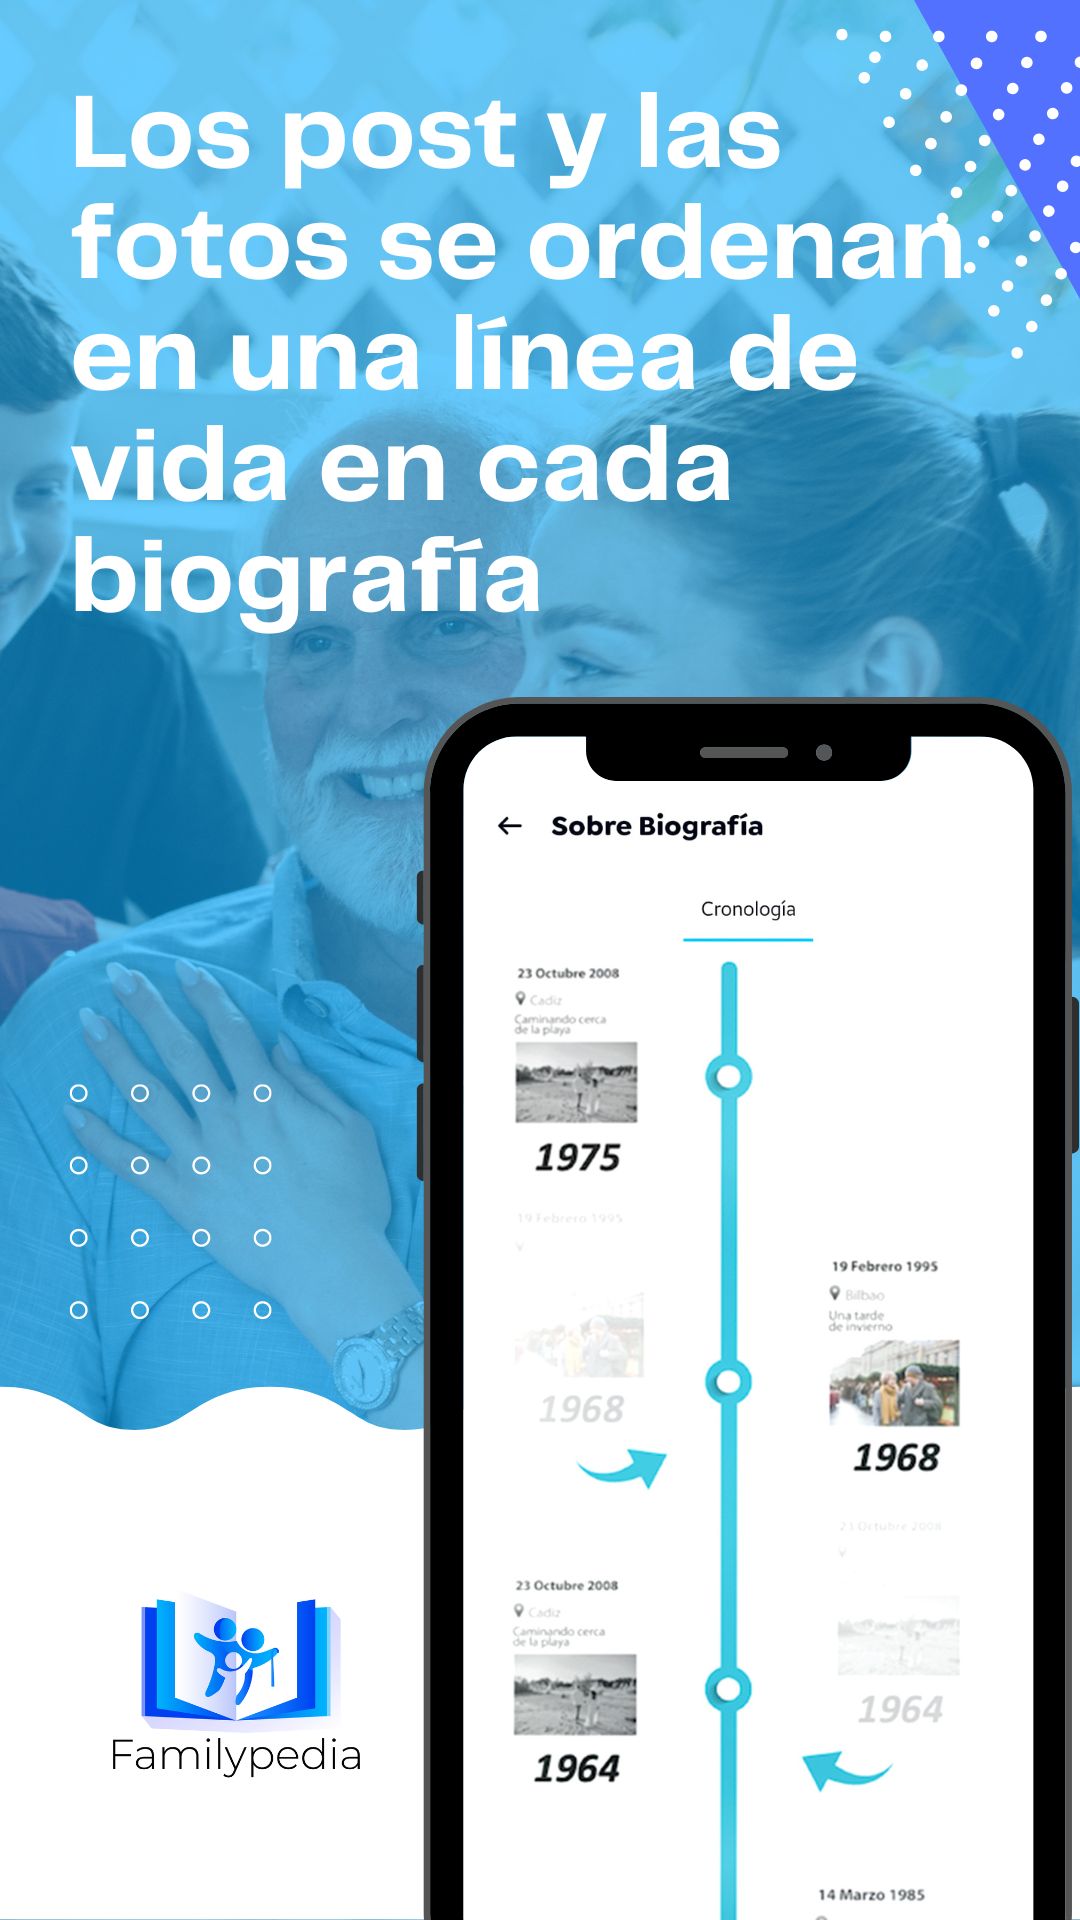 Los post y las
fotos se ordenan
en una línea de
vida en cada
biografía
Sobre Biografía
Cronología
23 Octubre 2008
Cadiz
Caminando cerca
de la playa
1975
19 Febrero 1995
1968
19 Febrero 1995
Bilbao
Una tarde
de invierno
1968
23 Octubre 2008
1964
23 Octubre 2008
Cadiz
Caminando cerca
de la playa
1964
14 Marzo 1985
Familypedia